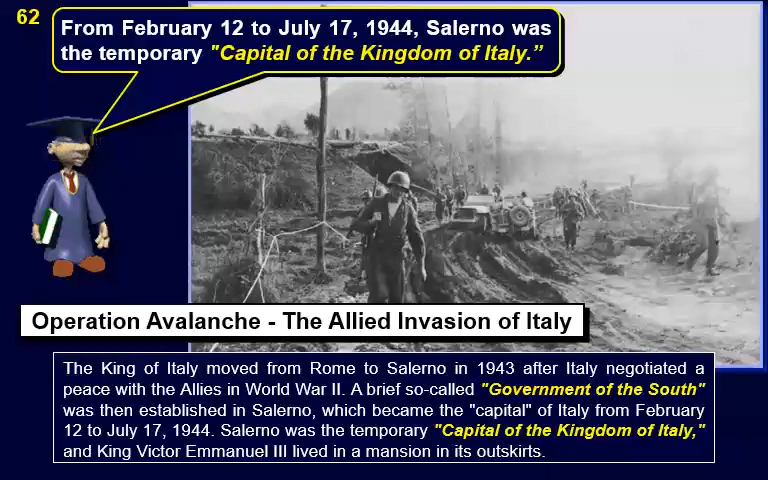 62
From February 12 to July 17, 1944, Salerno was
the temporary "Capital of the Kingdom of Italy.”
Operation Avalanche - The Allied Invasion of Italy
The King of Italy moved from Rome to Salerno in 1943 after Italy negotiated a
peace with the Allies in World War II. A brief so-called "Government of the South"
was then established in Salerno, which became the "capital" of Italy from February
12 to July 17, 1944. Salerno was the temporary "Capital of the Kingdom of Italy,"
and King Victor Emmanuel III lived in a mansion in its outskirts.